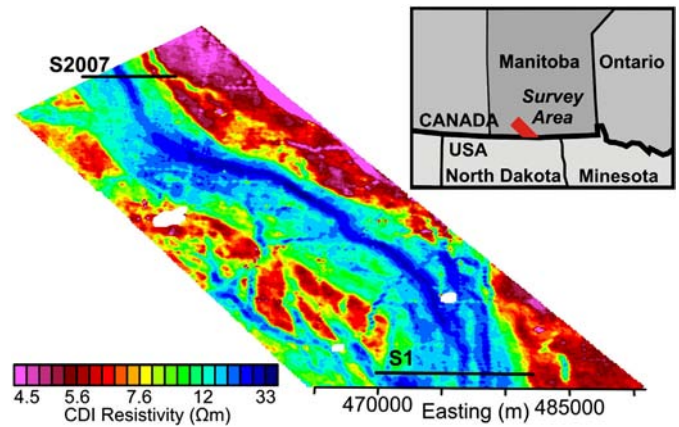 S2007
Manitoba
Ontario
Survey
Area
CANADA
USA
North Dakota
Minesota
S1
4.5 5.6 7.6 12 33
CDI Resistivity (Ωm)
470000 Easting (m) 485000